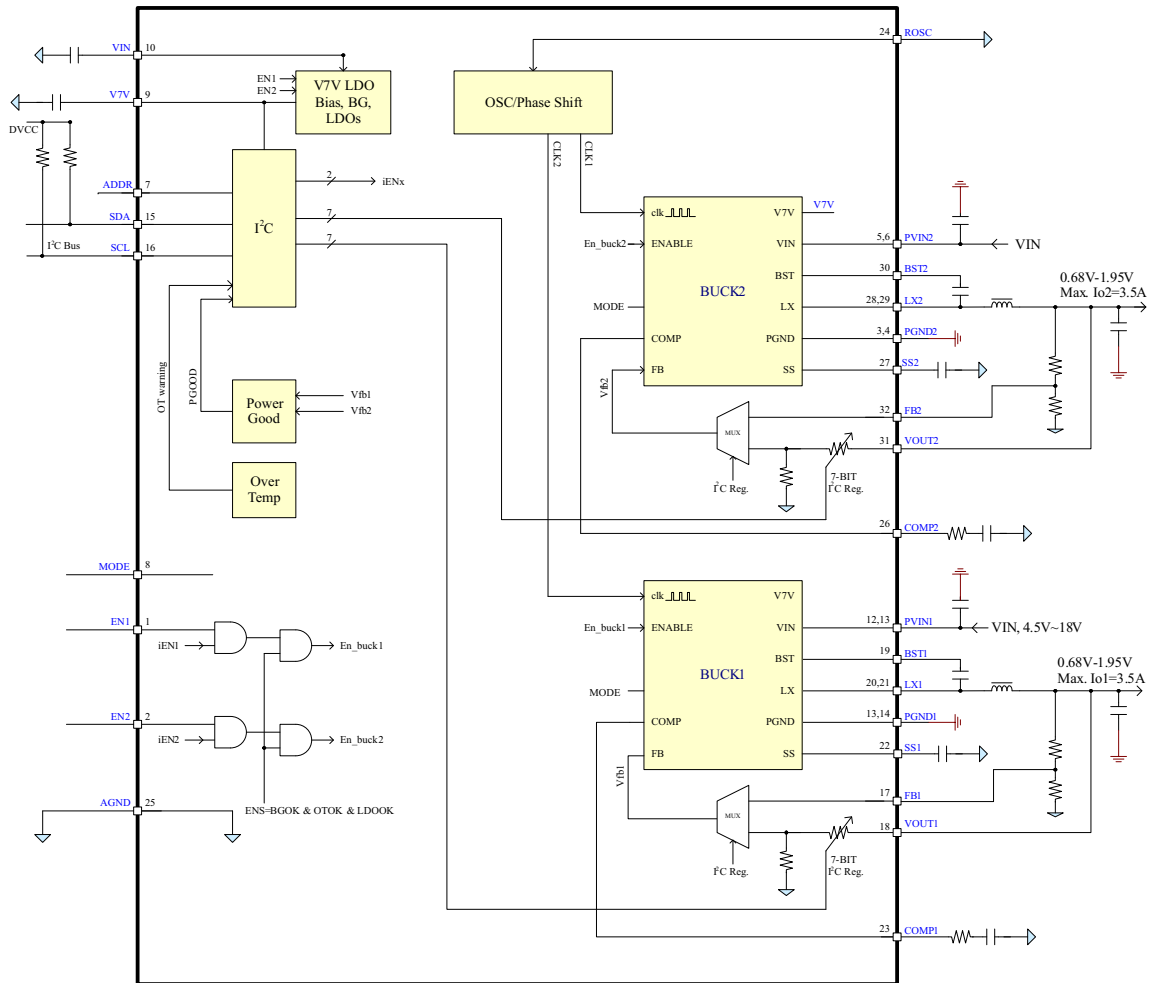 24 ROSC
VIN 10
EN1
EN2
V7V LDO
Bias, BG,
LDOs
OSC/Phase Shift
V7V 9
DVCC
CLK2
CLK1
ADDR 7
SDA 15
I²C Bus
SCL 16
I²C
2
iENx
7
7
clk
V7V
V7V
En_buck2
ENABLE
VIN
5,6 PVIN2
VIN
BST
30 BST2
0.68V-1.95V
Max. Io2=3.5A
BUCK2
MODE
LX
28,29 LX2
COMP
PGND
3,4 PGND2
FB
SS
27 SS2
Vfb2
OT warning
PGOOD
Power
Good
Vfb1
Vfb2
MUX
32 FB2
31 VOUT2
I²C Reg.
7-BIT
I²C Reg.
Over
Temp
26 COMP2
MODE 8
clk
V7V
EN1 1
iEN1
En_buck1
En_buck1
ENABLE
VIN
12,13 PVIN1
VIN, 4.5V~18V
BST
19 BST1
0.68V-1.95V
Max. Io1=3.5A
BUCK1
MODE
LX
20,21 LX1
EN2 2
iEN2
En_buck2
COMP
PGND
13,14 PGND1
FB
SS
22 SS1
Vfb1
AGND 25
ENS=BGOK & OTOK & LDOOK
MUX
17 FB1
18 VOUT1
I²C Reg.
7-BIT
I²C Reg.
23 COMP1